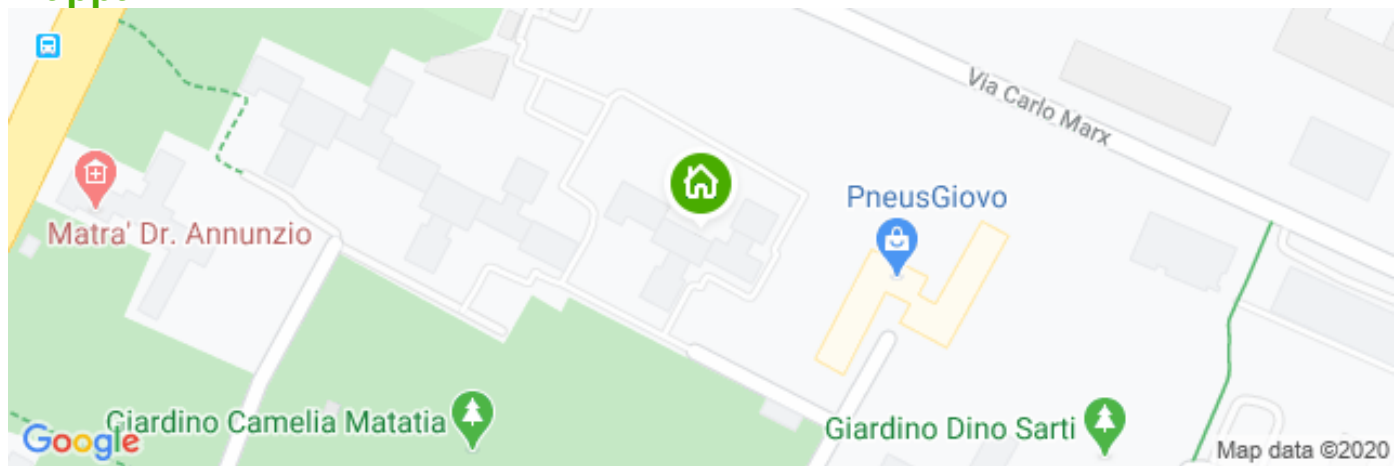 Via Carlo Marx
PneusGiovo
Matra' Dr. Annunzio
Giardino Camelia Matatia
Giardino Dino Sarti
Google
Map data ©2020